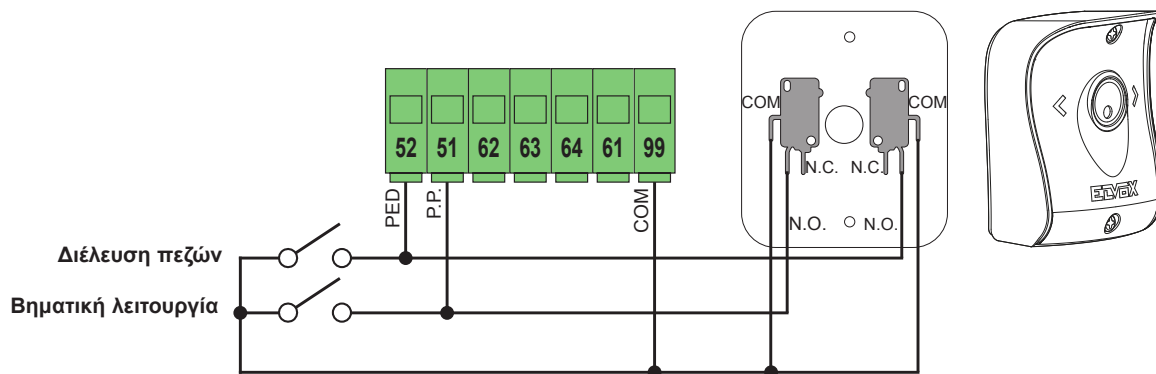 COM COM
52 51 62 63 64 61 99
N.C. N.C.
PED P.P. COM
N.O. N.O.
ELVOX
Διέλευση πεζών
Βηματική λειτουργία